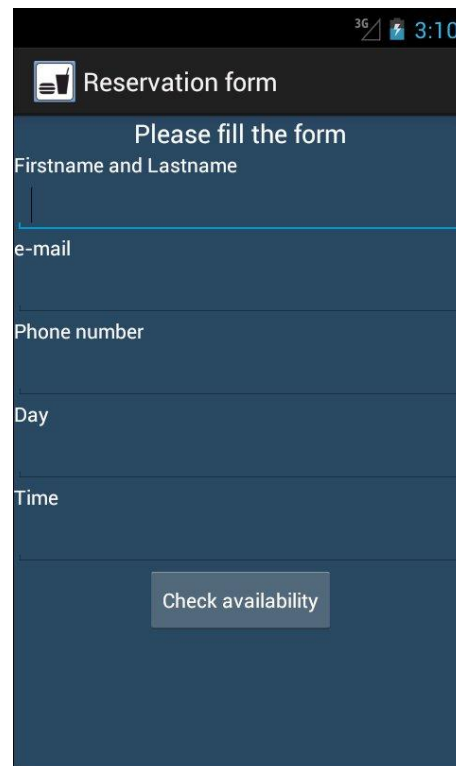 3G 3:10
Reservation form
Please fill the form
Firstname and Lastname
e-mail
Phone number
Day
Time
Check availability